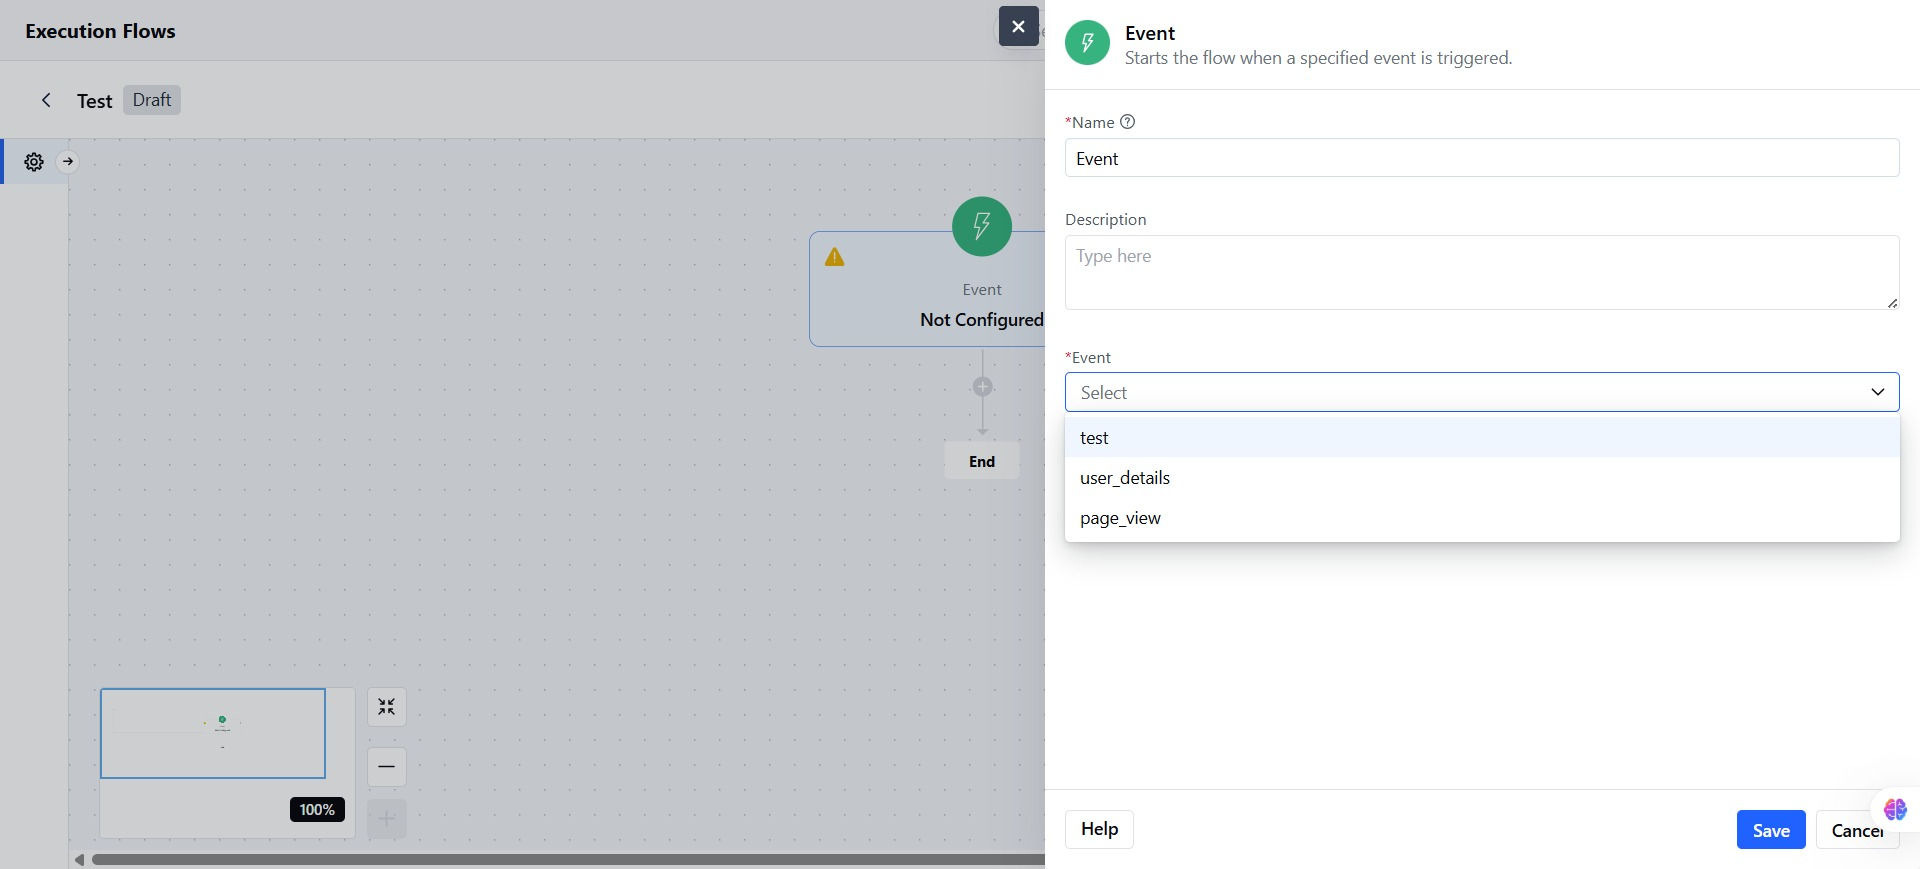 Execution Flows
Test Draft
Event
Not Configured
End
100%
Event
Starts the flow when a specified event is triggered.
*Name
Event
Description
Type here
*Event
Select
test
user_details
page_view
Help
Save
Cancel